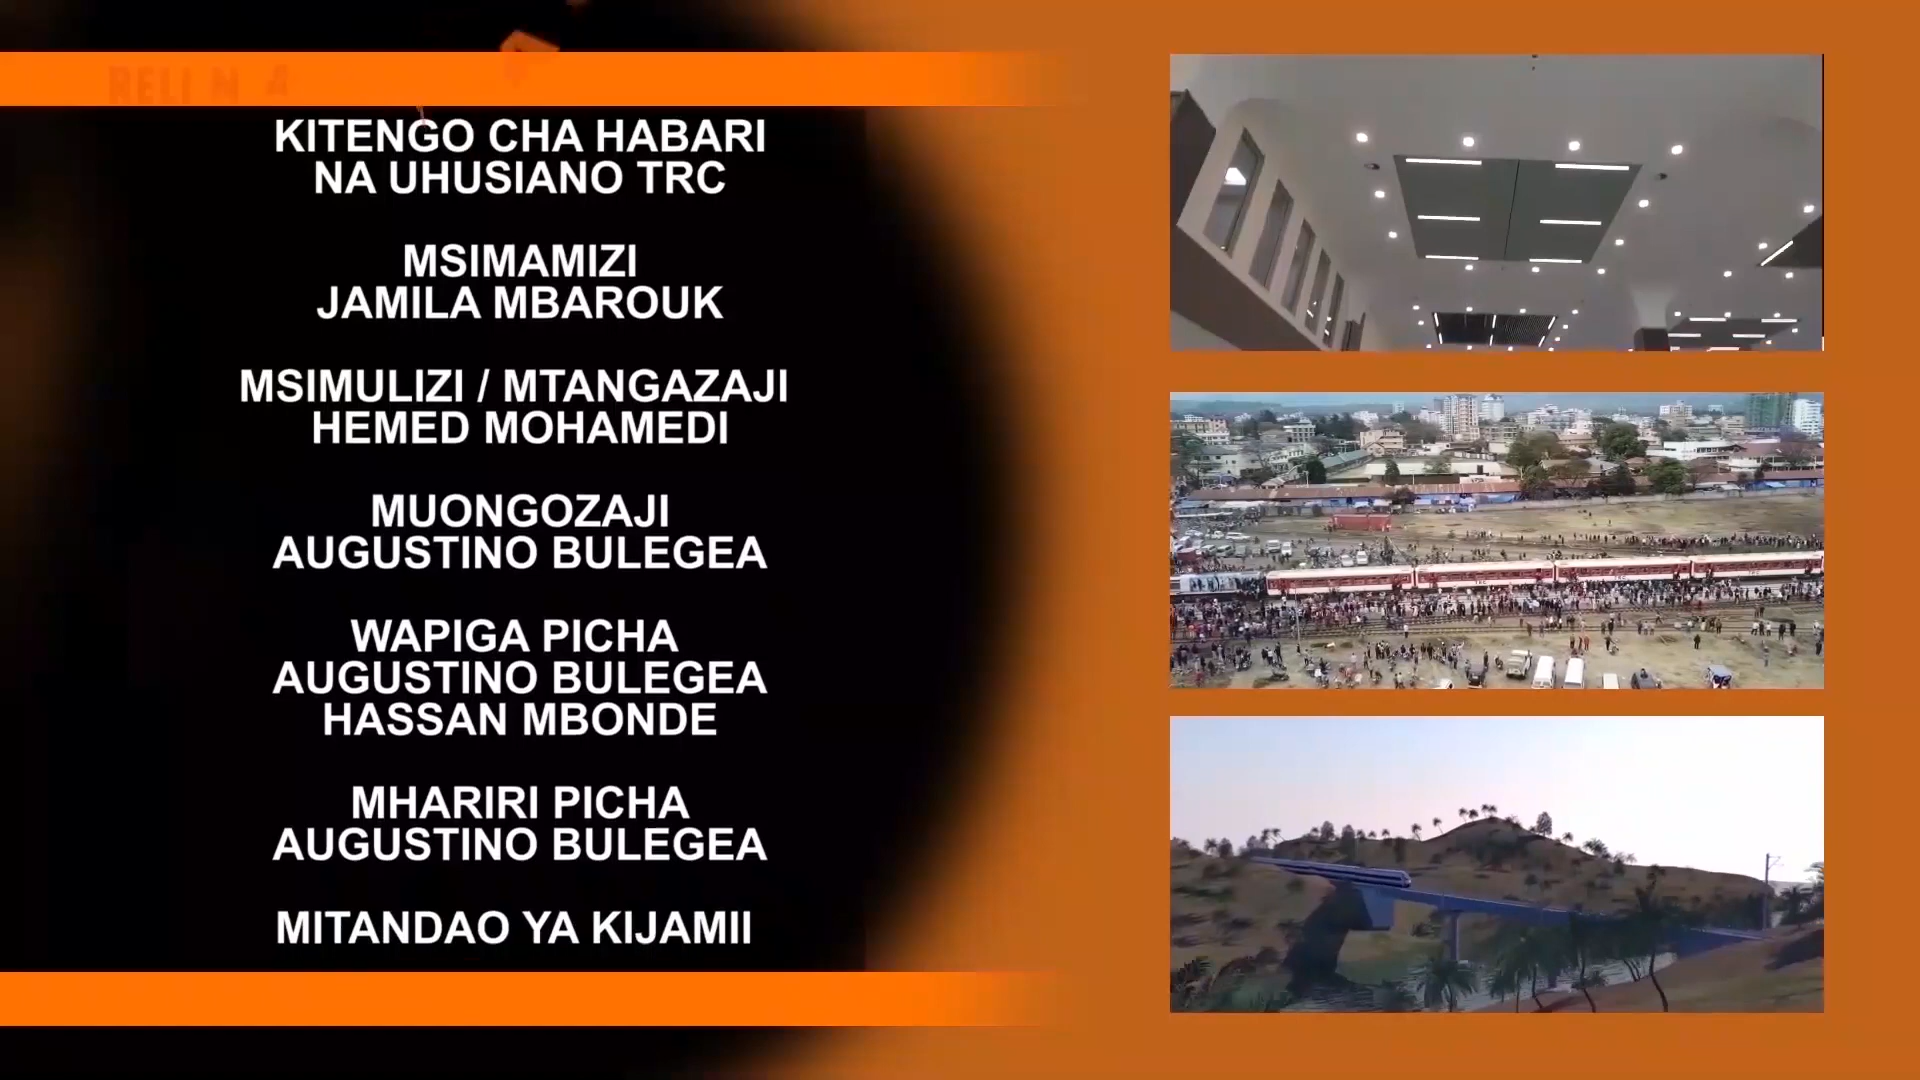 KITENGO CHA HABARI
NA UHUSIANO TRC
MSIMAMIZI
JAMILA MBAROUK
MSIMULIZI / MTANGAZAJI
HEMED MOHAMEDI
MUONGOZAJI
AUGUSTINO BULEGEA
WAPIGA PICHA
AUGUSTINO BULEGEA
HASSAN MBONDE
MHARIRI PICHA
AUGUSTINO BULEGEA
MITANDAO YA KIJAMII